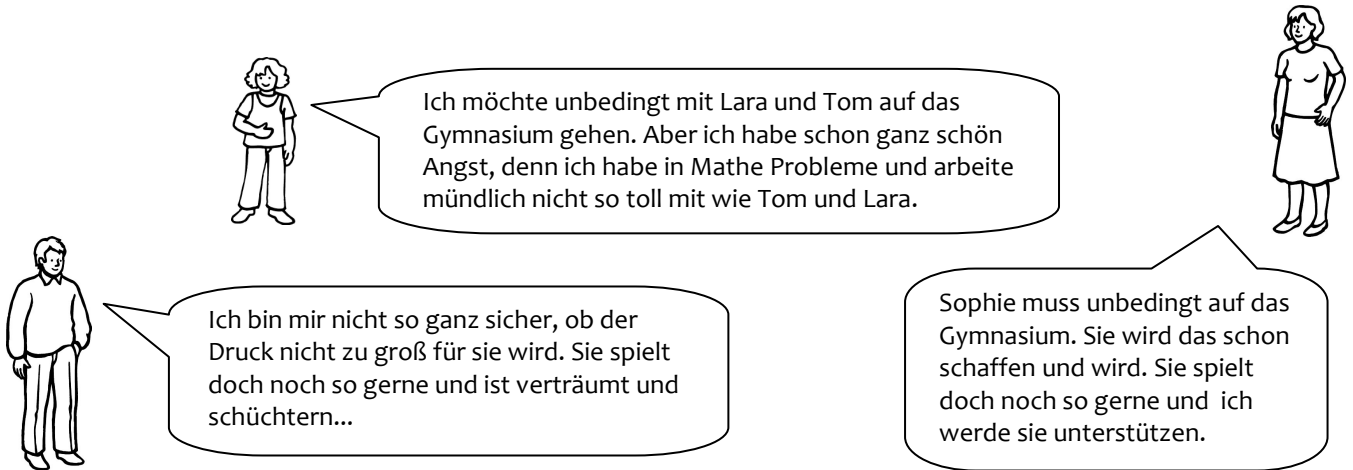 Ich möchte unbedingt mit Lara und Tom auf das
Gymnasium gehen. Aber ich habe schon ganz schön
Angst, denn ich habe in Mathe Probleme und arbeite
mündlich nicht so toll mit wie Tom und Lara.
Ich bin mir nicht so ganz sicher, ob der
Druck nicht zu groß für sie wird. Sie spielt
doch noch so gerne und ist verträumt und
schüchtern...
Sophie muss unbedingt auf das
Gymnasium. Sie wird das schon
schaffen und wird. Sie spielt
doch noch so gerne und  ich
werde sie unterstützen.